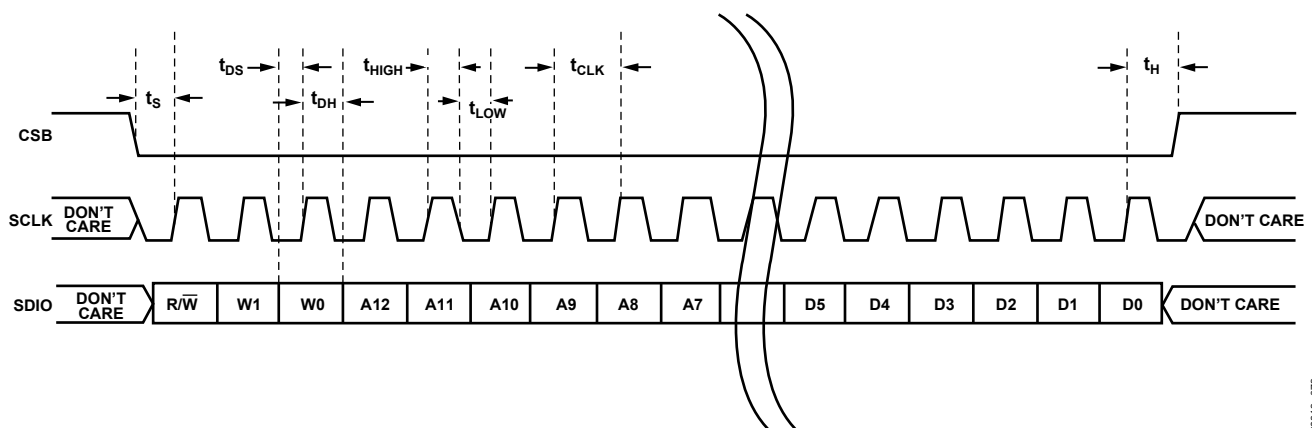 tDS
tHIGH
tCLK
tH
tS
tDH
tLOW
CSB
SCLK DON'T CARE
DON'T CARE
SDIO DON'T CARE
R/W̅ W1 W0 A12 A11 A10 A9 A8 A7 D5 D4 D3 D2 D1 D0
DON'T CARE